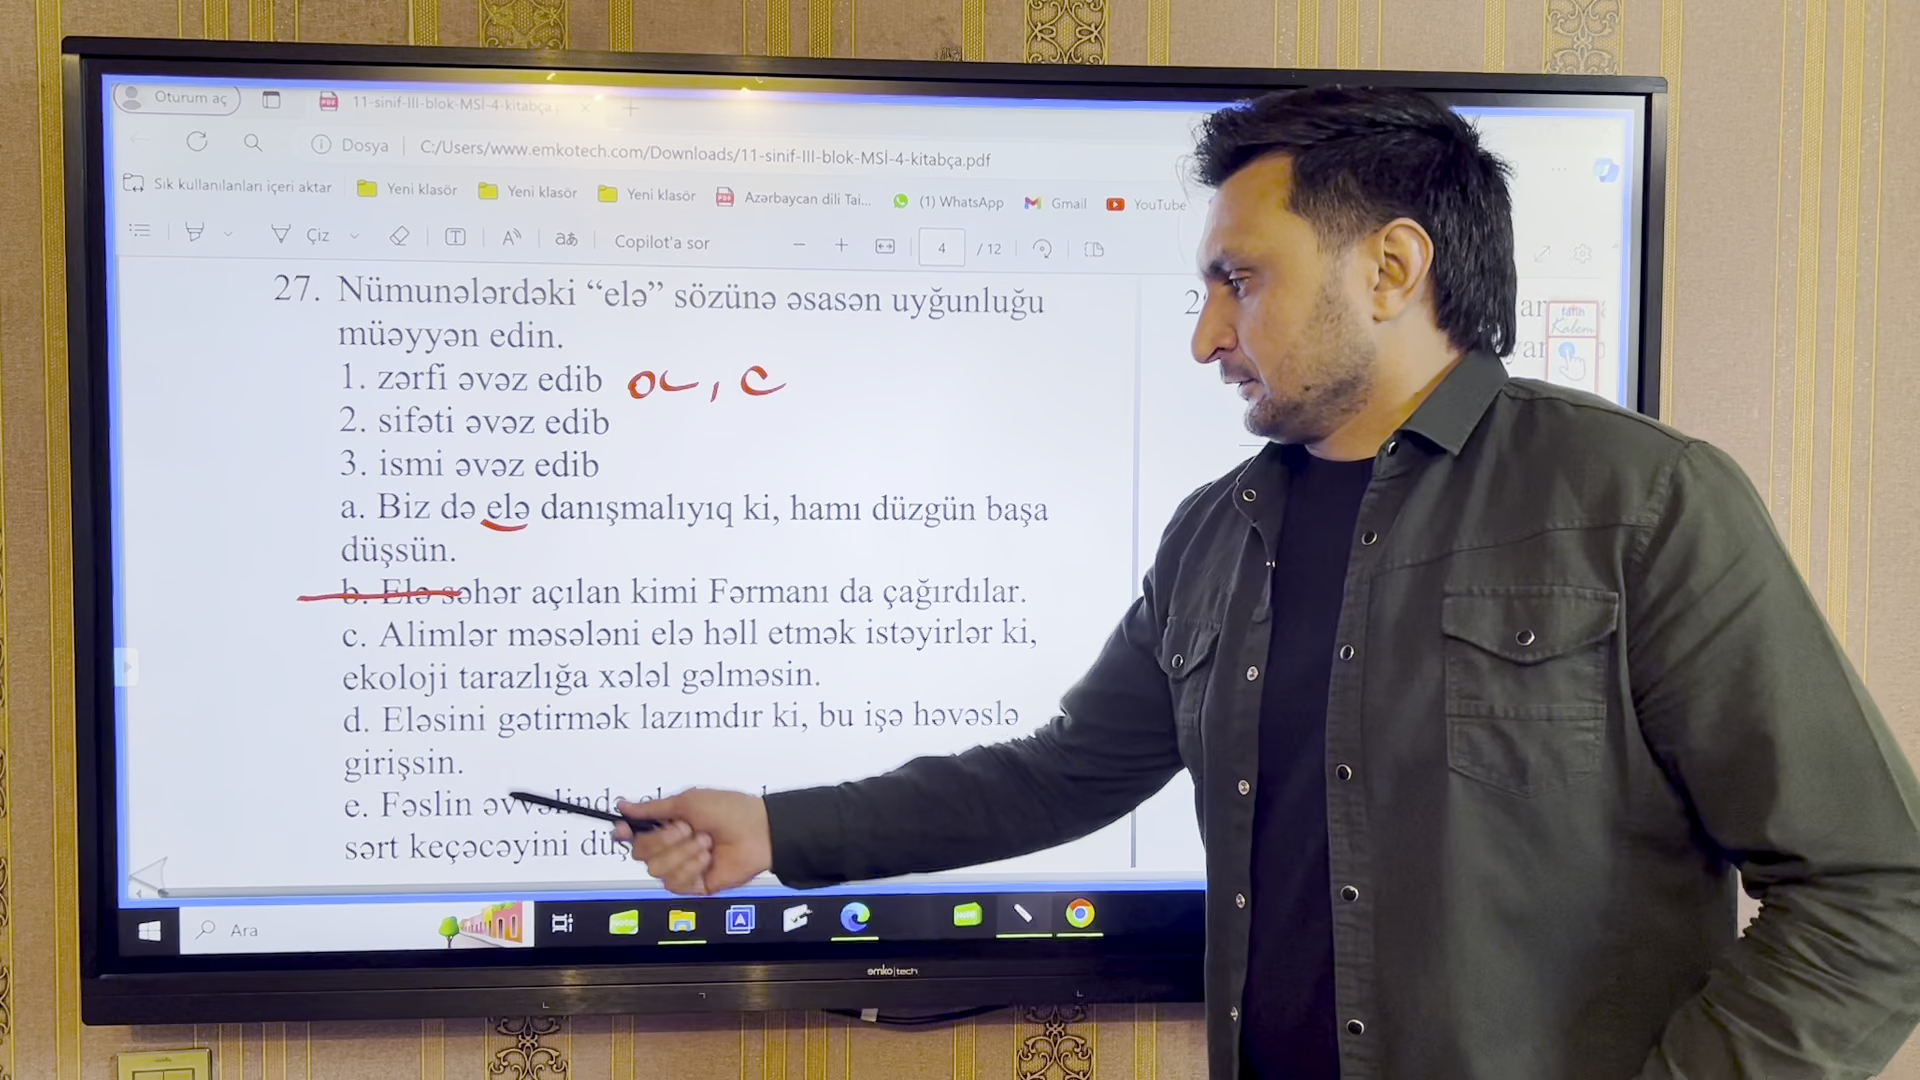 Oturum aç
11-sinif-III-blok-MSİ-4-kitabça.p
Dosya
C:/Users/www.emkotech.com/Downloads/11-sinif-III-blok-MSİ-4-kitabça.pdf
Sık kullanılanları içeri aktar
Yeni klasör
Yeni klasör
Yeni klasör
Azərbaycan dili Tai...
(1) WhatsApp
Gmail
YouTube
Çiz
aあ
Copilot'a sor
4 / 12
27. Nümunələrdəki “elə” sözünə əsasən uyğunluğu
müəyyən edin.
1. zərfi əvəz edib a, c
2. sifəti əvəz edib
3. ismi əvəz edib
a. Biz də elə danışmalıyıq ki, hamı düzgün başa
düşsün.
b. Elə səhər açılan kimi Fərmanı da çağırdılar.
c. Alimlər məsələni elə həll etmək istəyirlər ki,
ekoloji tarazlığa xələl gəlməsin.
d. Eləsini gətirmək lazımdır ki, bu işə həvəslə
girişsin.
e. Fəslin əvvəlində
sərt keçəcəyini
fatih
Kalem
Ara
emko|tech